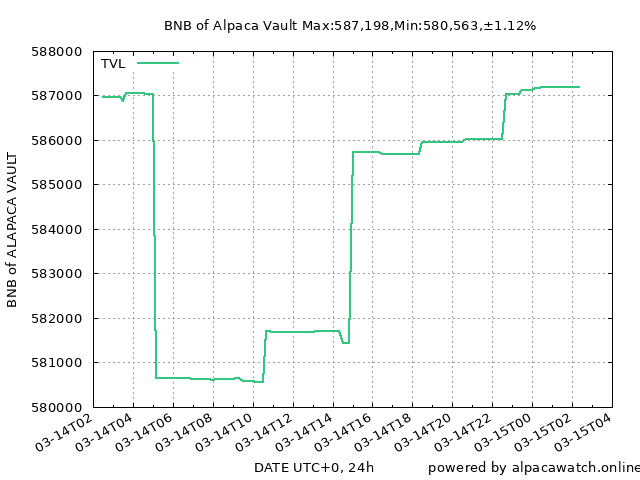 BNB of Alpaca Vault Max:587,198,Min:580,563,±1.12%
TVL
588000
587000
586000
585000
584000
583000
582000
581000
580000
BNB of ALAPACA VAULT
03-14T02
03-14T04
03-14T06
03-14T08
03-14T10
03-14T12
03-14T14
03-14T16
03-14T18
03-14T20
03-14T22
03-15T00
03-15T02
03-15T04
DATE UTC+0, 24h
powered by alpacawatch.online